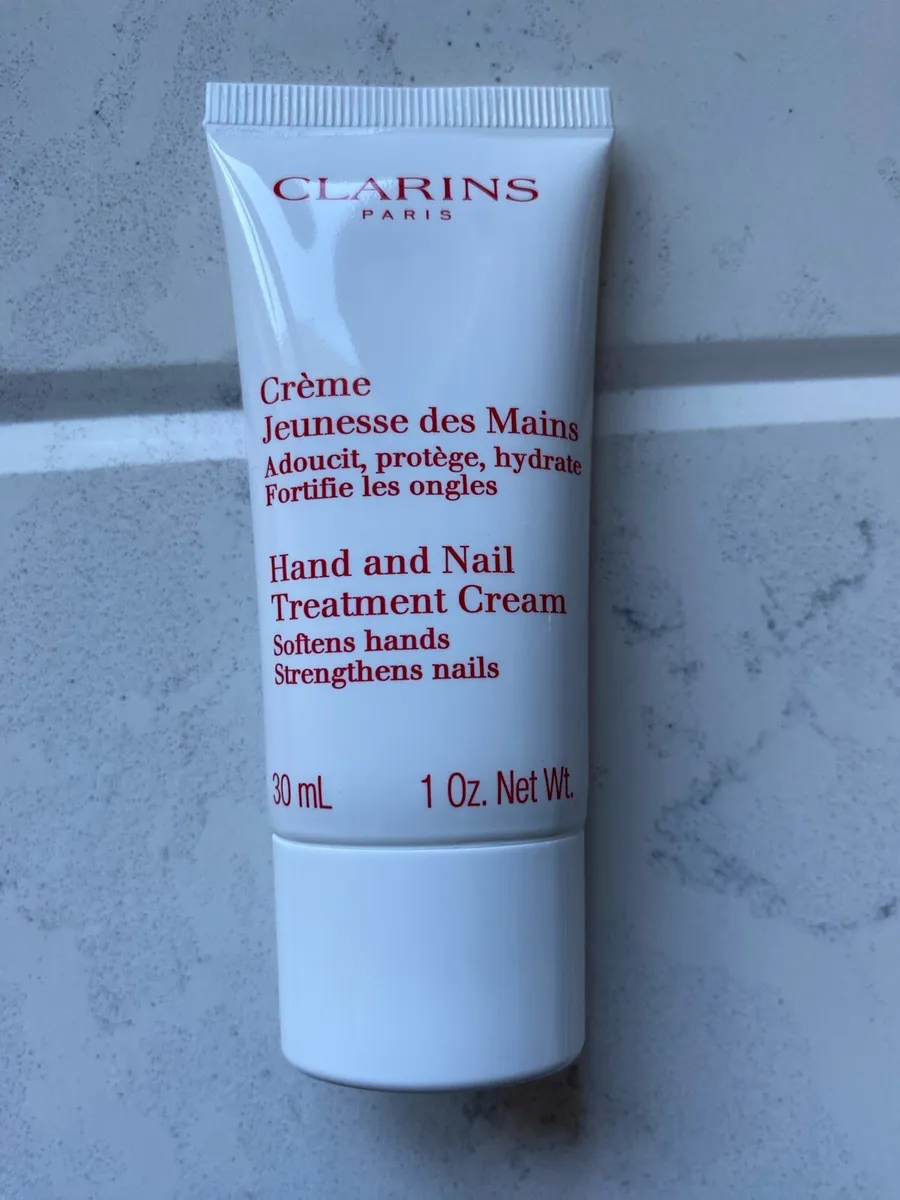 CLARINS
PARIS
Crème
Jeunesse des Mains
Adoucit, protège, hydrate
Fortifie les ongles
Hand and Nail
Treatment Cream
Softens hands
Strengthens nails
30 mL 1 Oz. Net Wt.